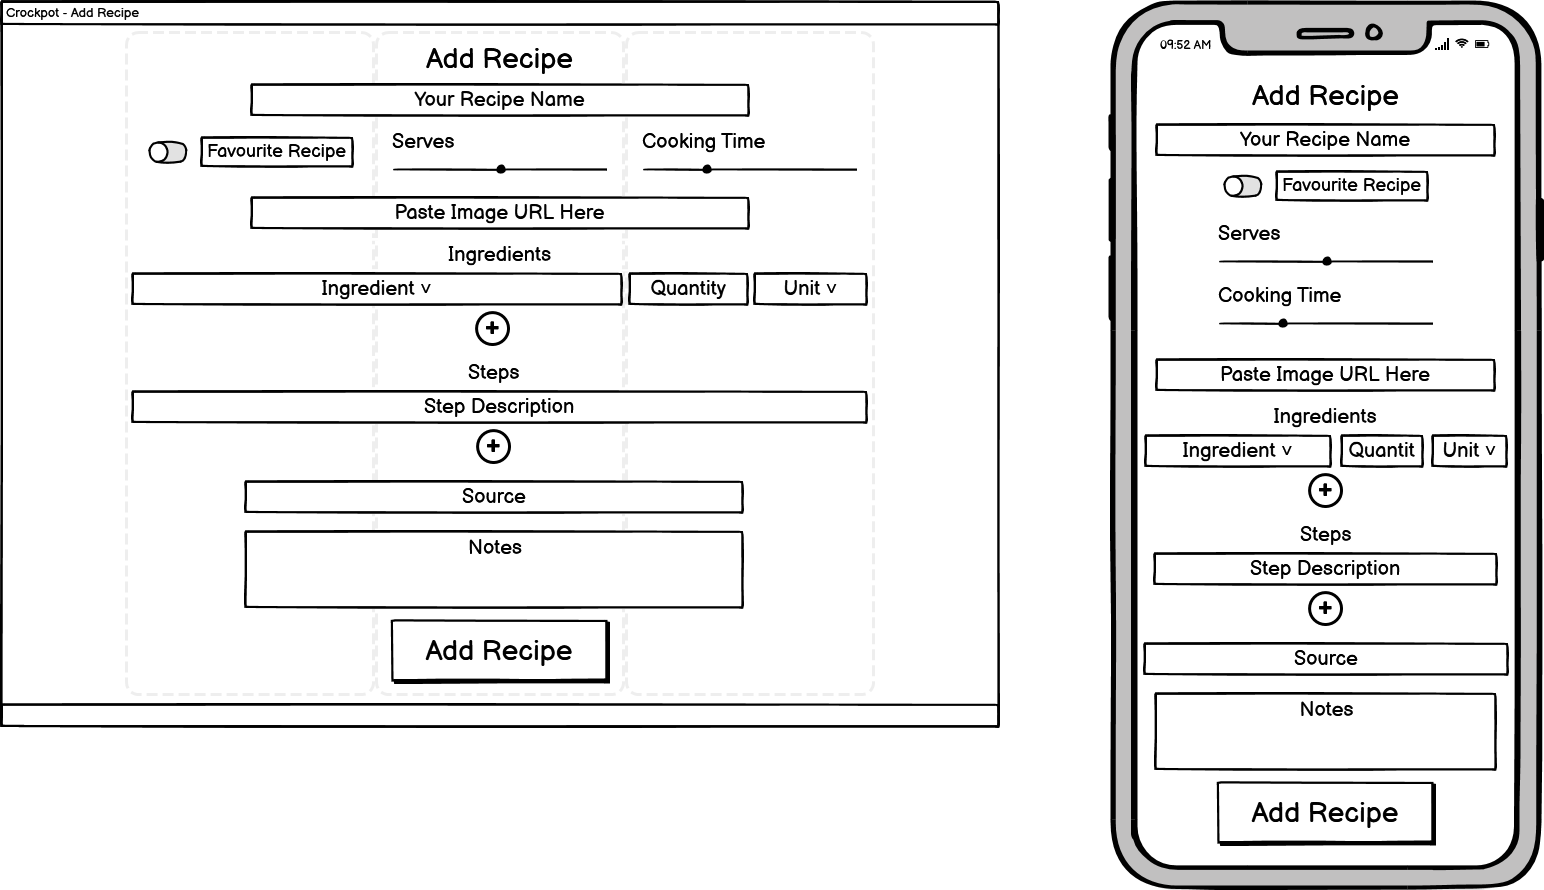 Crockpot - Add Recipe
Add Recipe
Your Recipe Name
Favourite Recipe
Serves
Cooking Time
Paste Image URL Here
Ingredients
Ingredient v
Quantity
Unit v
+
Steps
Step Description
+
Source
Notes
Add Recipe
09:52 AM
Add Recipe
Your Recipe Name
Favourite Recipe
Serves
Cooking Time
Paste Image URL Here
Ingredients
Ingredient v
Quantit
Unit v
+
Steps
Step Description
+
Source
Notes
Add Recipe